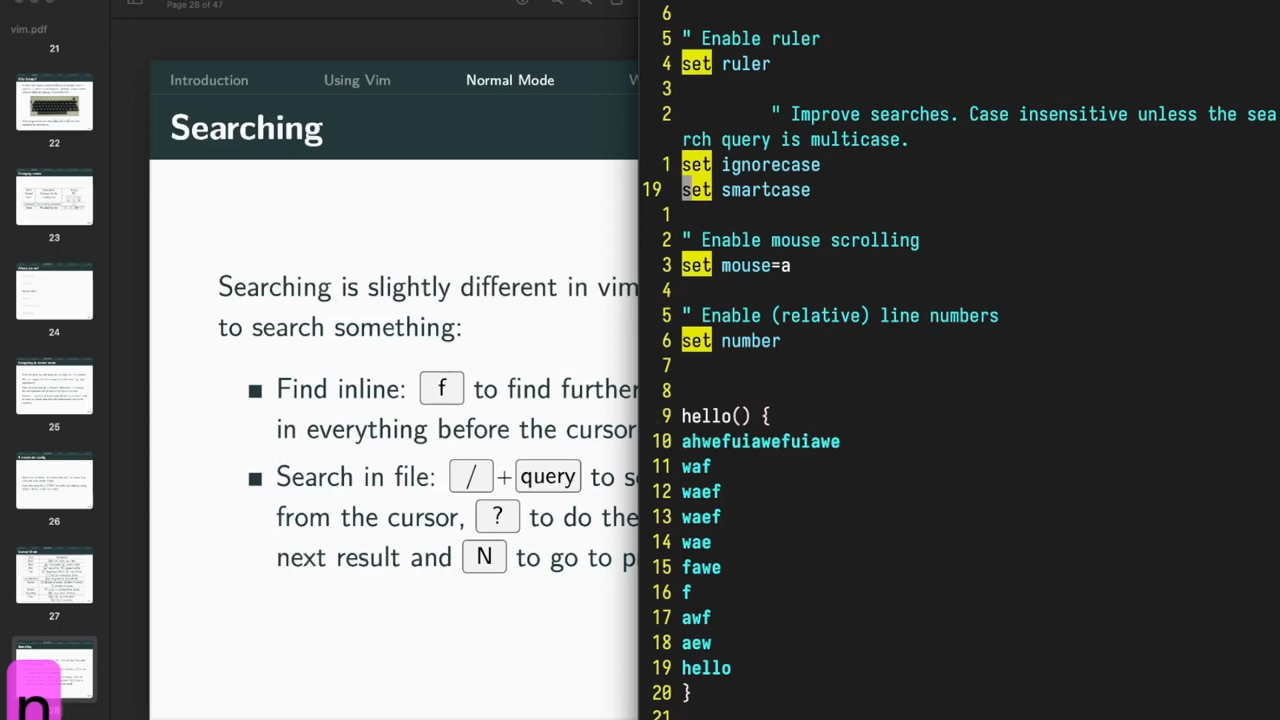 Page 28 of 47
vim.pdf
21
22
23
24
25
26
27
Introduction Using Vim Normal Mode
Searching
Searching is slightly different in vim
to search something:
Find inline: f to find further
in everything before the cursor
Search in file: / + query to s
from the cursor, ? to do the
next result and N to go to p
n
6
5 " Enable ruler
4 set ruler
3
2 " Improve searches. Case insensitive unless the sea
rch query is multicase.
1 set ignorecase
19 set smartcase
1
2 " Enable mouse scrolling
3 set mouse=a
4
5 " Enable (relative) line numbers
6 set number
7
8
9 hello() {
10 ahwefuiawefuiawe
11 waf
12 waef
13 waef
14 wae
15 fawe
16 f
17 awf
18 aew
19 hello
20 }
21